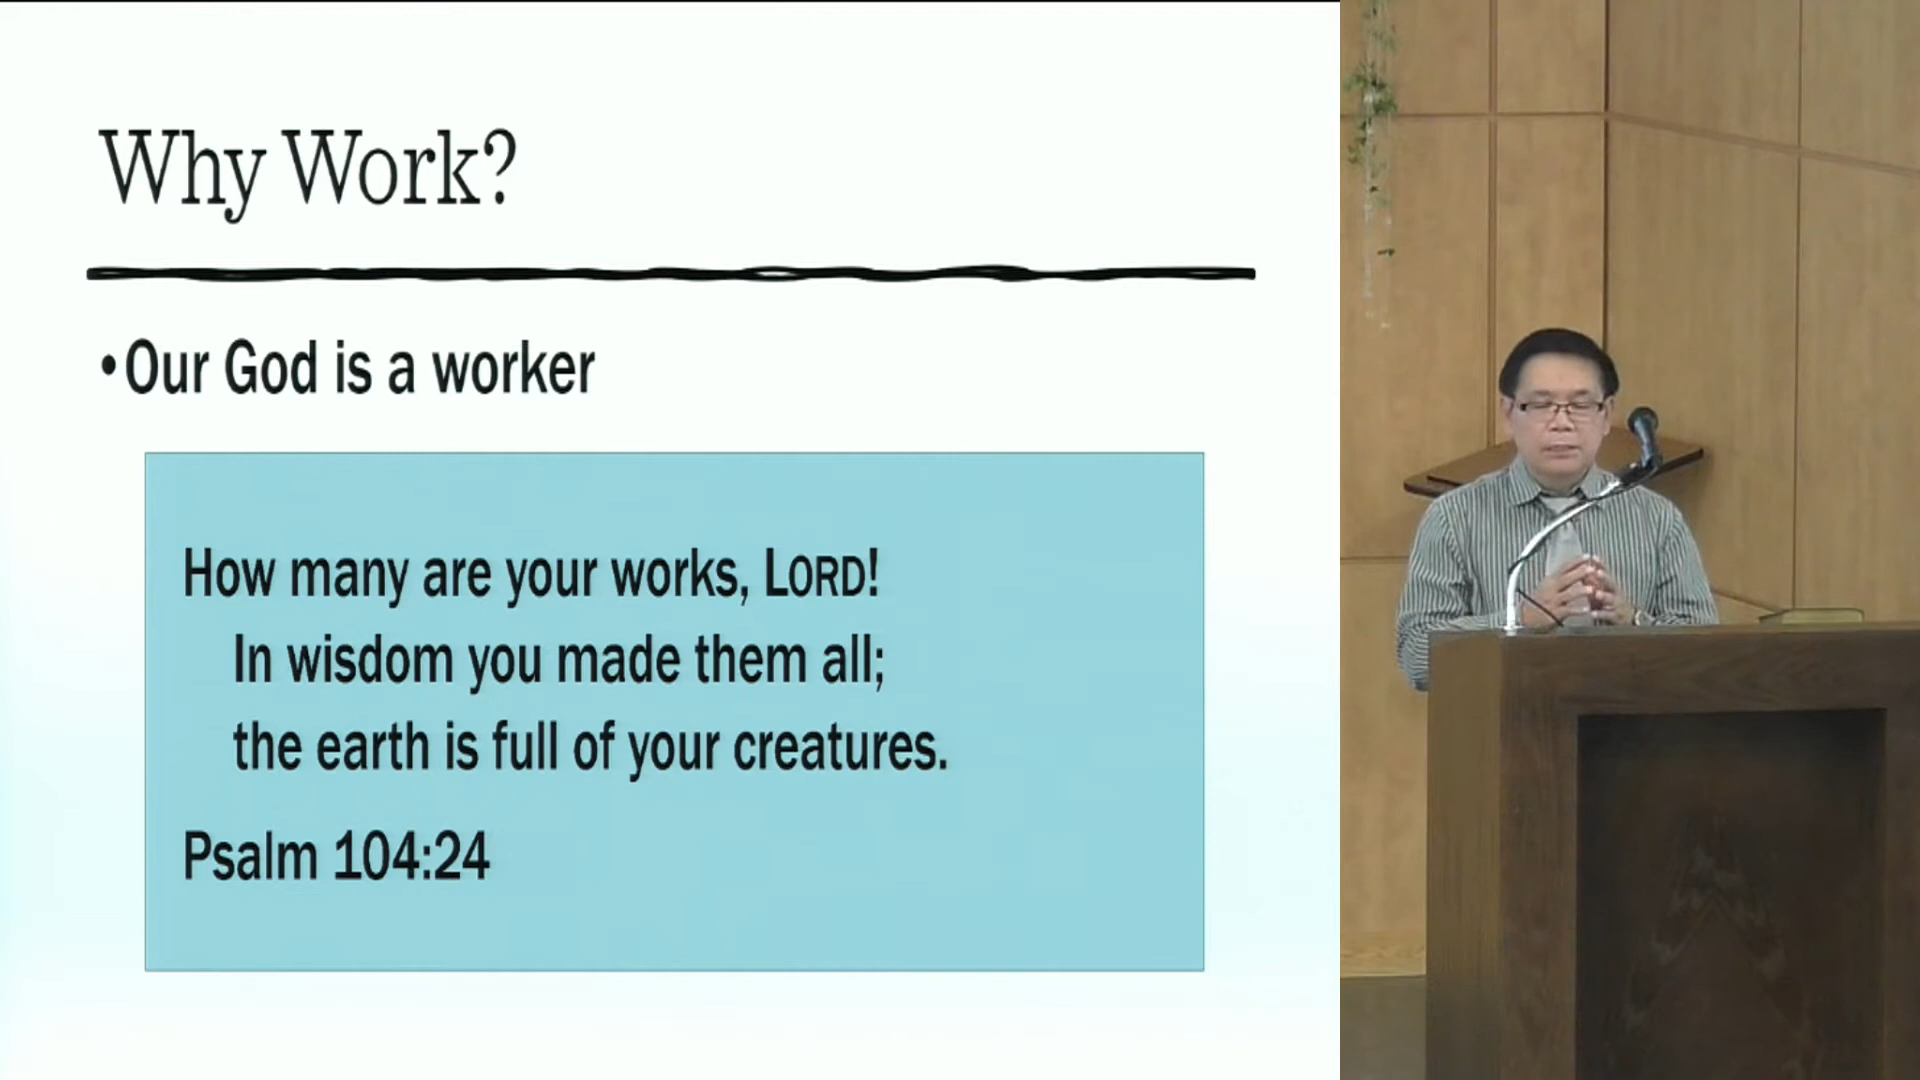 Why Work?
•Our God is a worker
How many are your works, LORD!
In wisdom you made them all;
the earth is full of your creatures.
Psalm 104:24